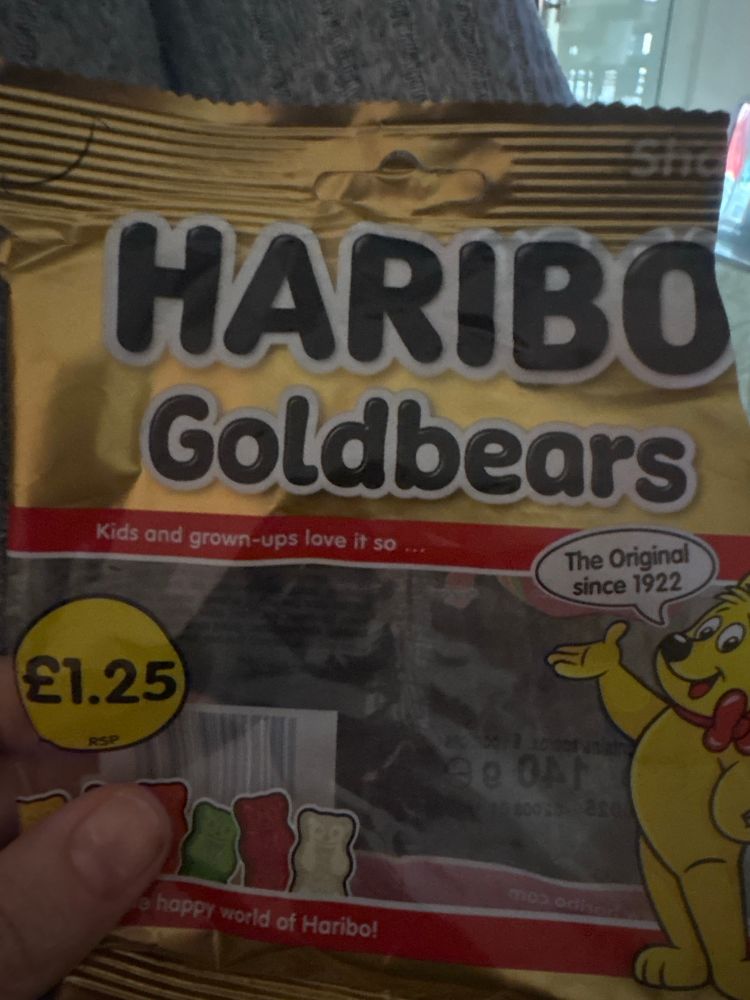 Sha
HARIBO
Goldbears
Kids and grown-ups love it so ...
The Original
since 1922
£1.25
RSP
140 g e
happy world of Haribo!